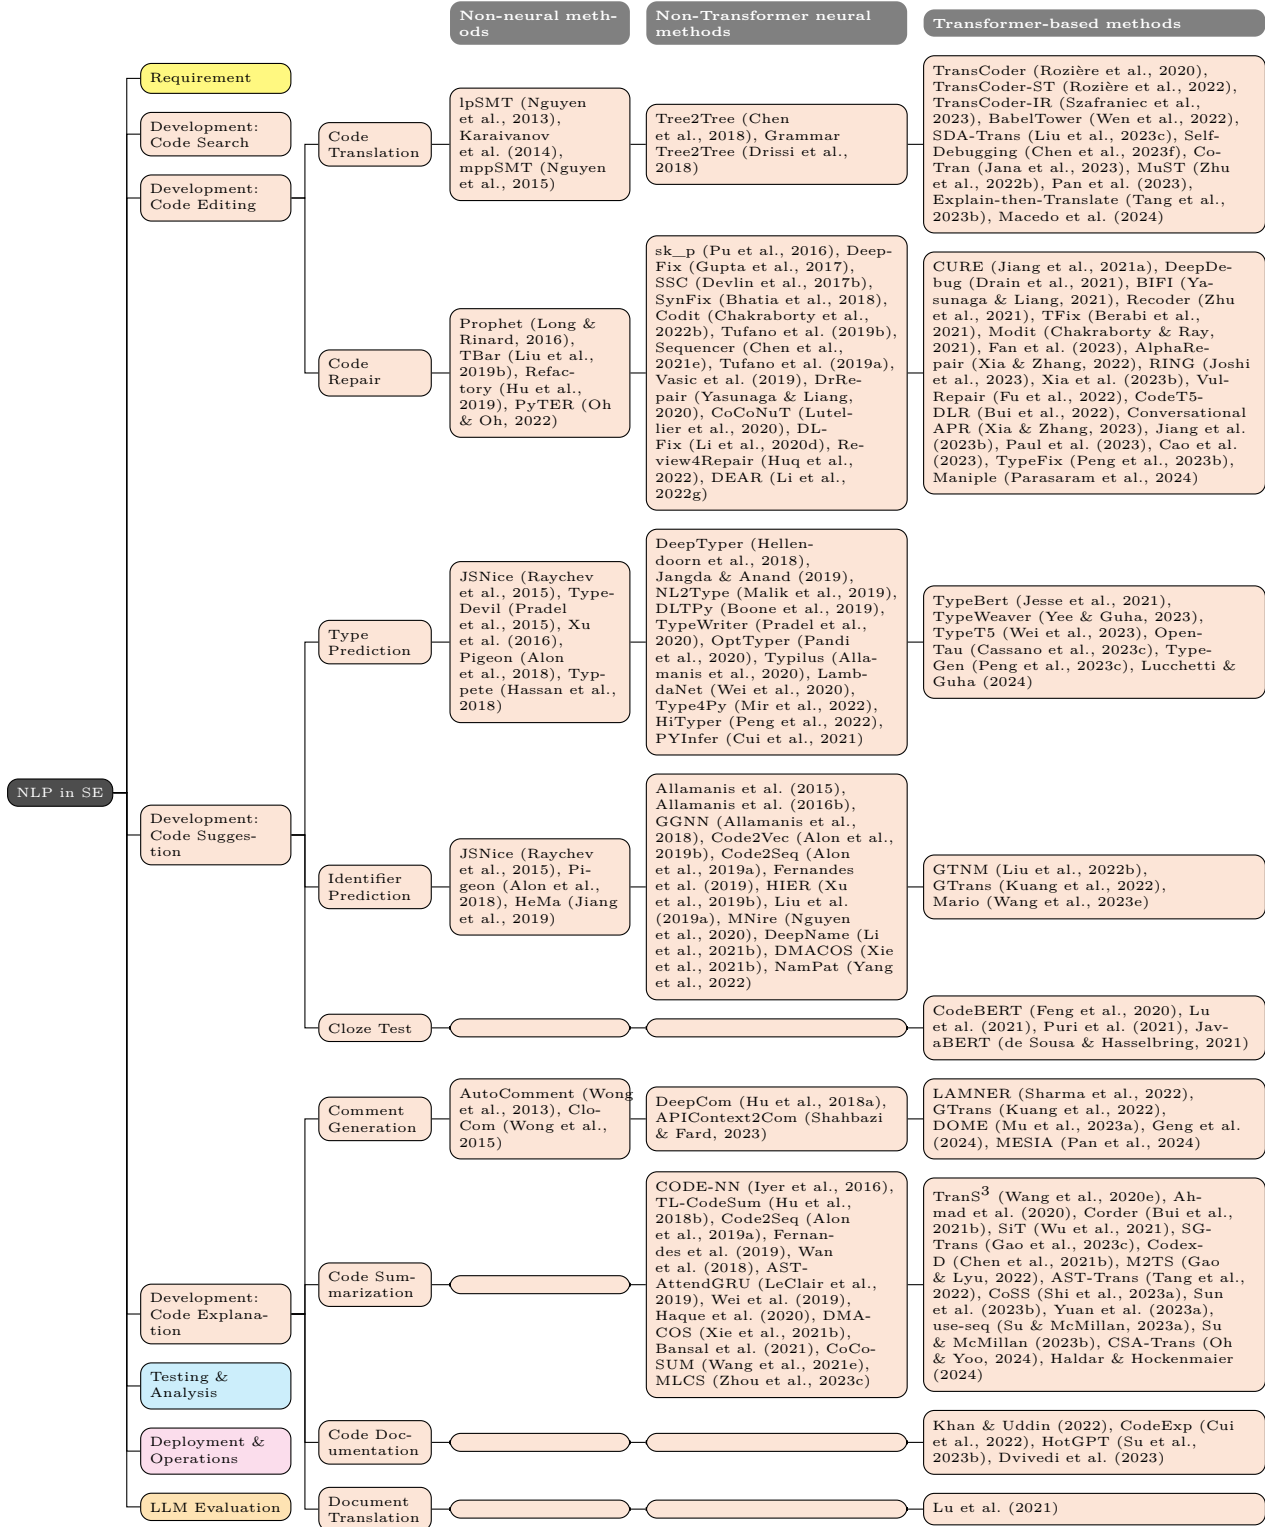 Non-neural meth-
ods
Non-Transformer neural
methods
Transformer-based methods
NLP in SE
Requirement
Development:
Code Search
Development:
Code Editing
Code
Translation
lpSMT (Nguyen
et al., 2013),
Karaivanov
et al. (2014),
mppSMT (Nguyen
et al., 2015)
Tree2Tree (Chen
et al., 2018), Grammar
Tree2Tree (Drissi et al.,
2018)
TransCoder (Rozière et al., 2020),
TransCoder-ST (Rozière et al., 2022),
TransCoder-IR (Szafraniec et al.,
2023), BabelTower (Wen et al., 2022),
SDA-Trans (Liu et al., 2023c), Self-
Debugging (Chen et al., 2023f), Co-
Tran (Jana et al., 2023), MuST (Zhu
et al., 2022b), Pan et al. (2023),
Explain-then-Translate (Tang et al.,
2023b), Macedo et al. (2024)
Code
Repair
Prophet (Long &
Rinard, 2016),
TBar (Liu et al.,
2019b), Refac-
tory (Hu et al.,
2019), PyTER (Oh
& Oh, 2022)
sk_p (Pu et al., 2016), Deep-
Fix (Gupta et al., 2017),
SSC (Devlin et al., 2017b),
SynFix (Bhatia et al., 2018),
Codit (Chakraborty et al.,
2022b), Tufano et al. (2019b),
Sequencer (Chen et al.,
2021e), Tufano et al. (2019a),
Vasic et al. (2019), DrRe-
pair (Yasunaga & Liang,
2020), CoCoNuT (Lutel-
lier et al., 2020), DL-
Fix (Li et al., 2020d), Re-
view4Repair (Huq et al.,
2022), DEAR (Li et al.,
2022g)
CURE (Jiang et al., 2021a), DeepDe-
bug (Drain et al., 2021), BIFI (Ya-
sunaga & Liang, 2021), Recoder (Zhu
et al., 2021), TFix (Berabi et al.,
2021), Modit (Chakraborty & Ray,
2021), Fan et al. (2023), AlphaRe-
pair (Xia & Zhang, 2022), RING (Joshi
et al., 2023), Xia et al. (2023b), Vul-
Repair (Fu et al., 2022), CodeT5-
DLR (Bui et al., 2022), Conversational
APR (Xia & Zhang, 2023), Jiang et al.
(2023b), Paul et al. (2023), Cao et al.
(2023), TypeFix (Peng et al., 2023b),
Maniple (Parasaram et al., 2024)
Development:
Code Sugges-
tion
Type
Prediction
JSNice (Raychev
et al., 2015), Type-
Devil (Pradel
et al., 2015), Xu
et al. (2016),
Pigeon (Alon
et al., 2018), Typ-
pete (Hassan et al.,
2018)
DeepTyper (Hellen-
doorn et al., 2018),
Jangda & Anand (2019),
NL2Type (Malik et al., 2019),
DLTPy (Boone et al., 2019),
TypeWriter (Pradel et al.,
2020), OptTyper (Pandi
et al., 2020), Typilus (Alla-
manis et al., 2020), Lamb-
daNet (Wei et al., 2020),
Type4Py (Mir et al., 2022),
HiTyper (Peng et al., 2022),
PYInfer (Cui et al., 2021)
TypeBert (Jesse et al., 2021),
TypeWeaver (Yee & Guha, 2023),
TypeT5 (Wei et al., 2023), Open-
Tau (Cassano et al., 2023c), Type-
Gen (Peng et al., 2023c), Lucchetti &
Guha (2024)
Identifier
Prediction
JSNice (Raychev
et al., 2015), Pi-
geon (Alon et al.,
2018), HeMa (Jiang
et al., 2019)
Allamanis et al. (2015),
Allamanis et al. (2016b),
GGNN (Allamanis et al.,
2018), Code2Vec (Alon et al.,
2019b), Code2Seq (Alon
et al., 2019a), Fernandes
et al. (2019), HIER (Xu
et al., 2019b), Liu et al.
(2019a), MNire (Nguyen
et al., 2020), DeepName (Li
et al., 2021b), DMACOS (Xie
et al., 2021b), NamPat (Yang
et al., 2022)
GTNM (Liu et al., 2022b),
GTrans (Kuang et al., 2022),
Mario (Wang et al., 2023e)
Cloze Test
CodeBERT (Feng et al., 2020), Lu
et al. (2021), Puri et al. (2021), Jav-
aBERT (de Sousa & Hasselbring, 2021)
Development:
Code Explana-
tion
Comment
Generation
AutoComment (Wong
et al., 2013), Clo-
Com (Wong et al.,
2015)
DeepCom (Hu et al., 2018a),
APIContext2Com (Shahbazi
& Fard, 2023)
LAMNER (Sharma et al., 2022),
GTrans (Kuang et al., 2022),
DOME (Mu et al., 2023a), Geng et al.
(2024), MESIA (Pan et al., 2024)
Code Sum-
marization
CODE-NN (Iyer et al., 2016),
TL-CodeSum (Hu et al.,
2018b), Code2Seq (Alon
et al., 2019a), Fernan-
des et al. (2019), Wan
et al. (2018), AST-
AttendGRU (LeClair et al.,
2019), Wei et al. (2019),
Haque et al. (2020), DMA-
COS (Xie et al., 2021b),
Bansal et al. (2021), CoCo-
SUM (Wang et al., 2021e),
MLCS (Zhou et al., 2023c)
TranS3 (Wang et al., 2020e), Ah-
mad et al. (2020), Corder (Bui et al.,
2021b), SiT (Wu et al., 2021), SG-
Trans (Gao et al., 2023c), Codex-
D (Chen et al., 2021b), M2TS (Gao
& Lyu, 2022), AST-Trans (Tang et al.,
2022), CoSS (Shi et al., 2023a), Sun
et al. (2023b), Yuan et al. (2023a),
use-seq (Su & McMillan, 2023a), Su
& McMillan (2023b), CSA-Trans (Oh
& Yoo, 2024), Haldar & Hockenmaier
(2024)
Code Doc-
umentation
Khan & Uddin (2022), CodeExp (Cui
et al., 2022), HotGPT (Su et al.,
2023b), Dvivedi et al. (2023)
Document
Translation
Lu et al. (2021)
Testing &
Analysis
Deployment &
Operations
LLM Evaluation